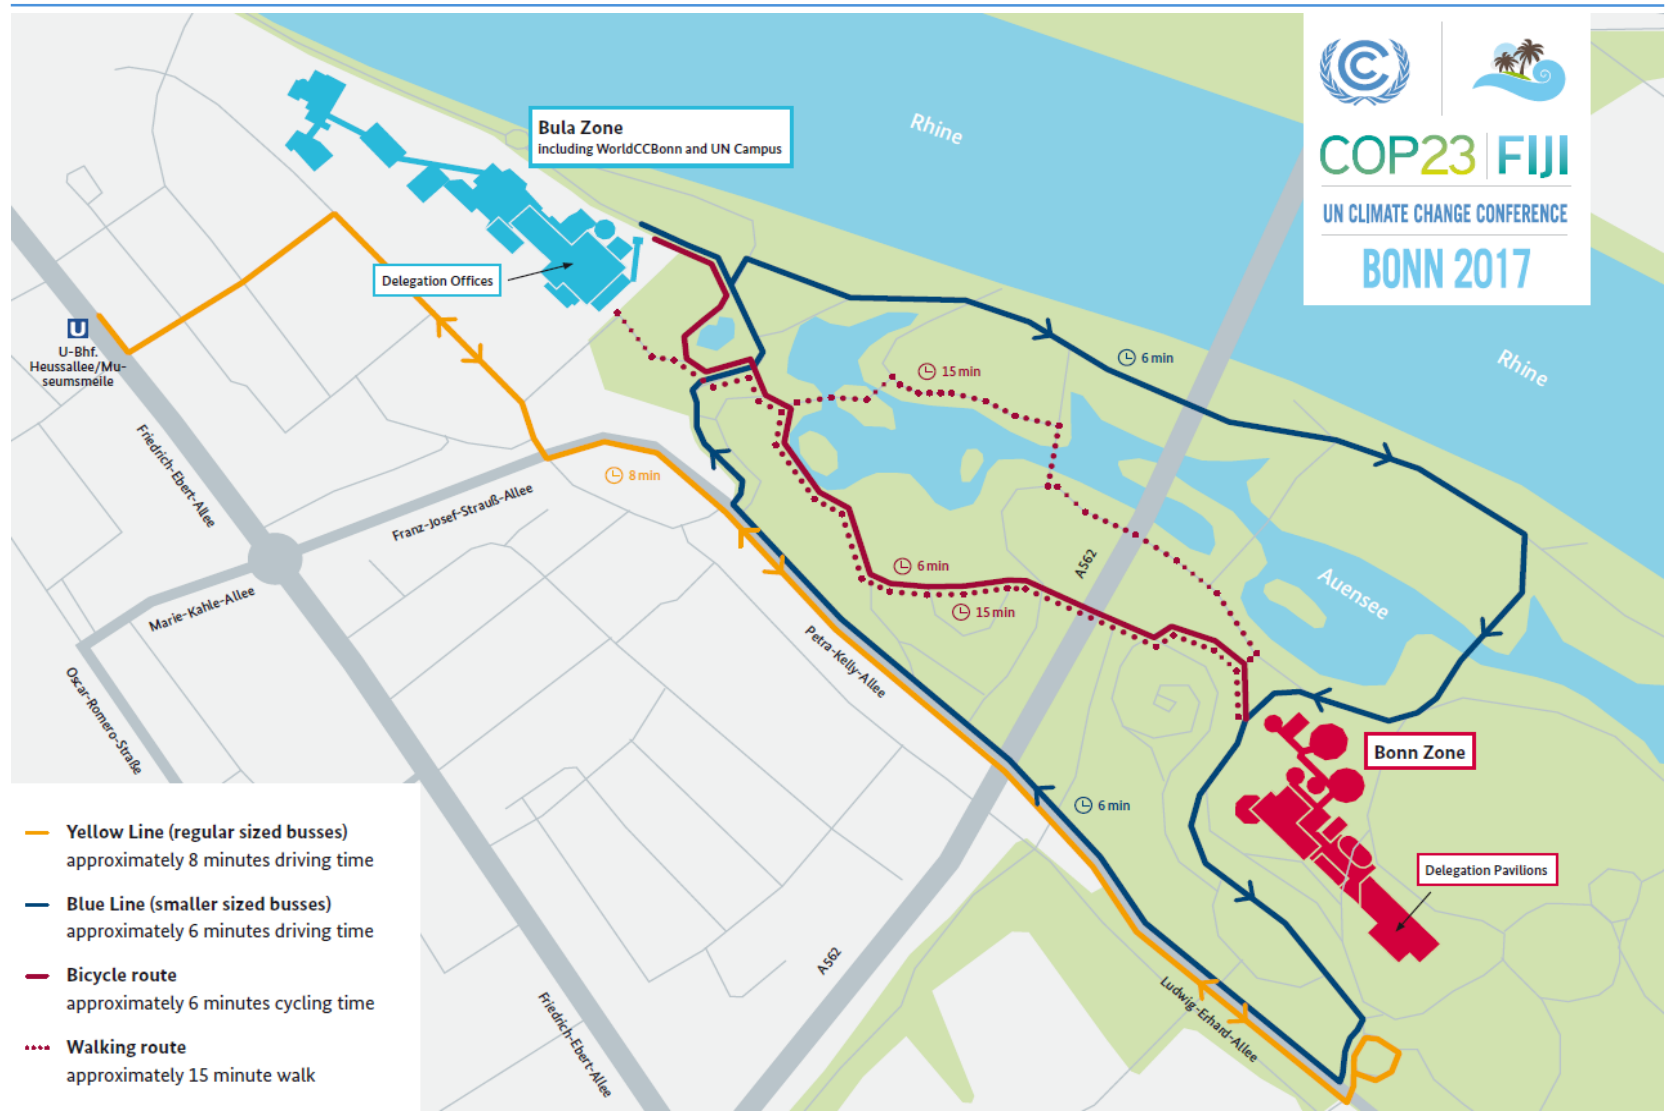 Rhine
Bula Zone
including WorldCCBonn and UN Campus
COP23 FIJI
UN CLIMATE CHANGE CONFERENCE
BONN 2017
Delegation Offices
U
U-Bhf.
Heussallee/Mu-
seumsmeile
6 min
Rhine
15 min
Friedrich-Ebert-Allee
8 min
Franz-Josef-Strauß-Allee
6 min
A562
15 min
Auensee
Marie-Kahle-Allee
Petra-Kelly-Allee
Oscar-Romero-Straße
Bonn Zone
6 min
Delegation Pavilions
A562
Ludwig-Erhard-Allee
Friedrich-Ebert-Allee
Yellow Line (regular sized busses)
approximately 8 minutes driving time
Blue Line (smaller sized busses)
approximately 6 minutes driving time
Bicycle route
approximately 6 minutes cycling time
Walking route
approximately 15 minute walk